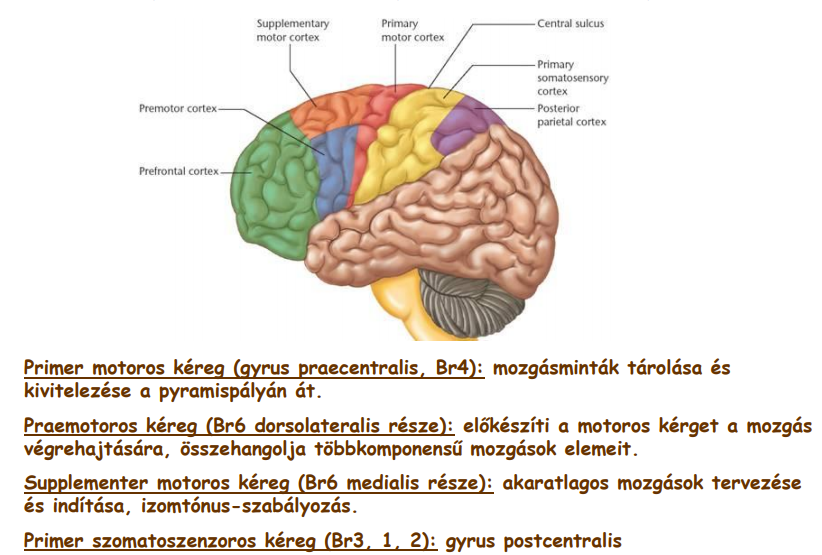 Supplementary
motor cortex
Primary
motor cortex
Central sulcus
Primary
somatosensory
cortex
Premotor cortex
Posterior
parietal cortex
Prefrontal cortex
Primer motoros kéreg (gyrus praecentralis, Br4): mozgásminták tárolása és
kivitelezése a pyramispályán át.
Praemotoros kéreg (Br6 dorsolateralis része): előkészíti a motoros kérget a mozgás
végrehajtására, összehangolja többkomponensű mozgások elemeit.
Supplementer motoros kéreg (Br6 medialis része): akaratlagos mozgások tervezése
és indítása, izomtónus-szabályozás.
Primer szomatoszenzoros kéreg (Br3, 1, 2): gyrus postcentralis